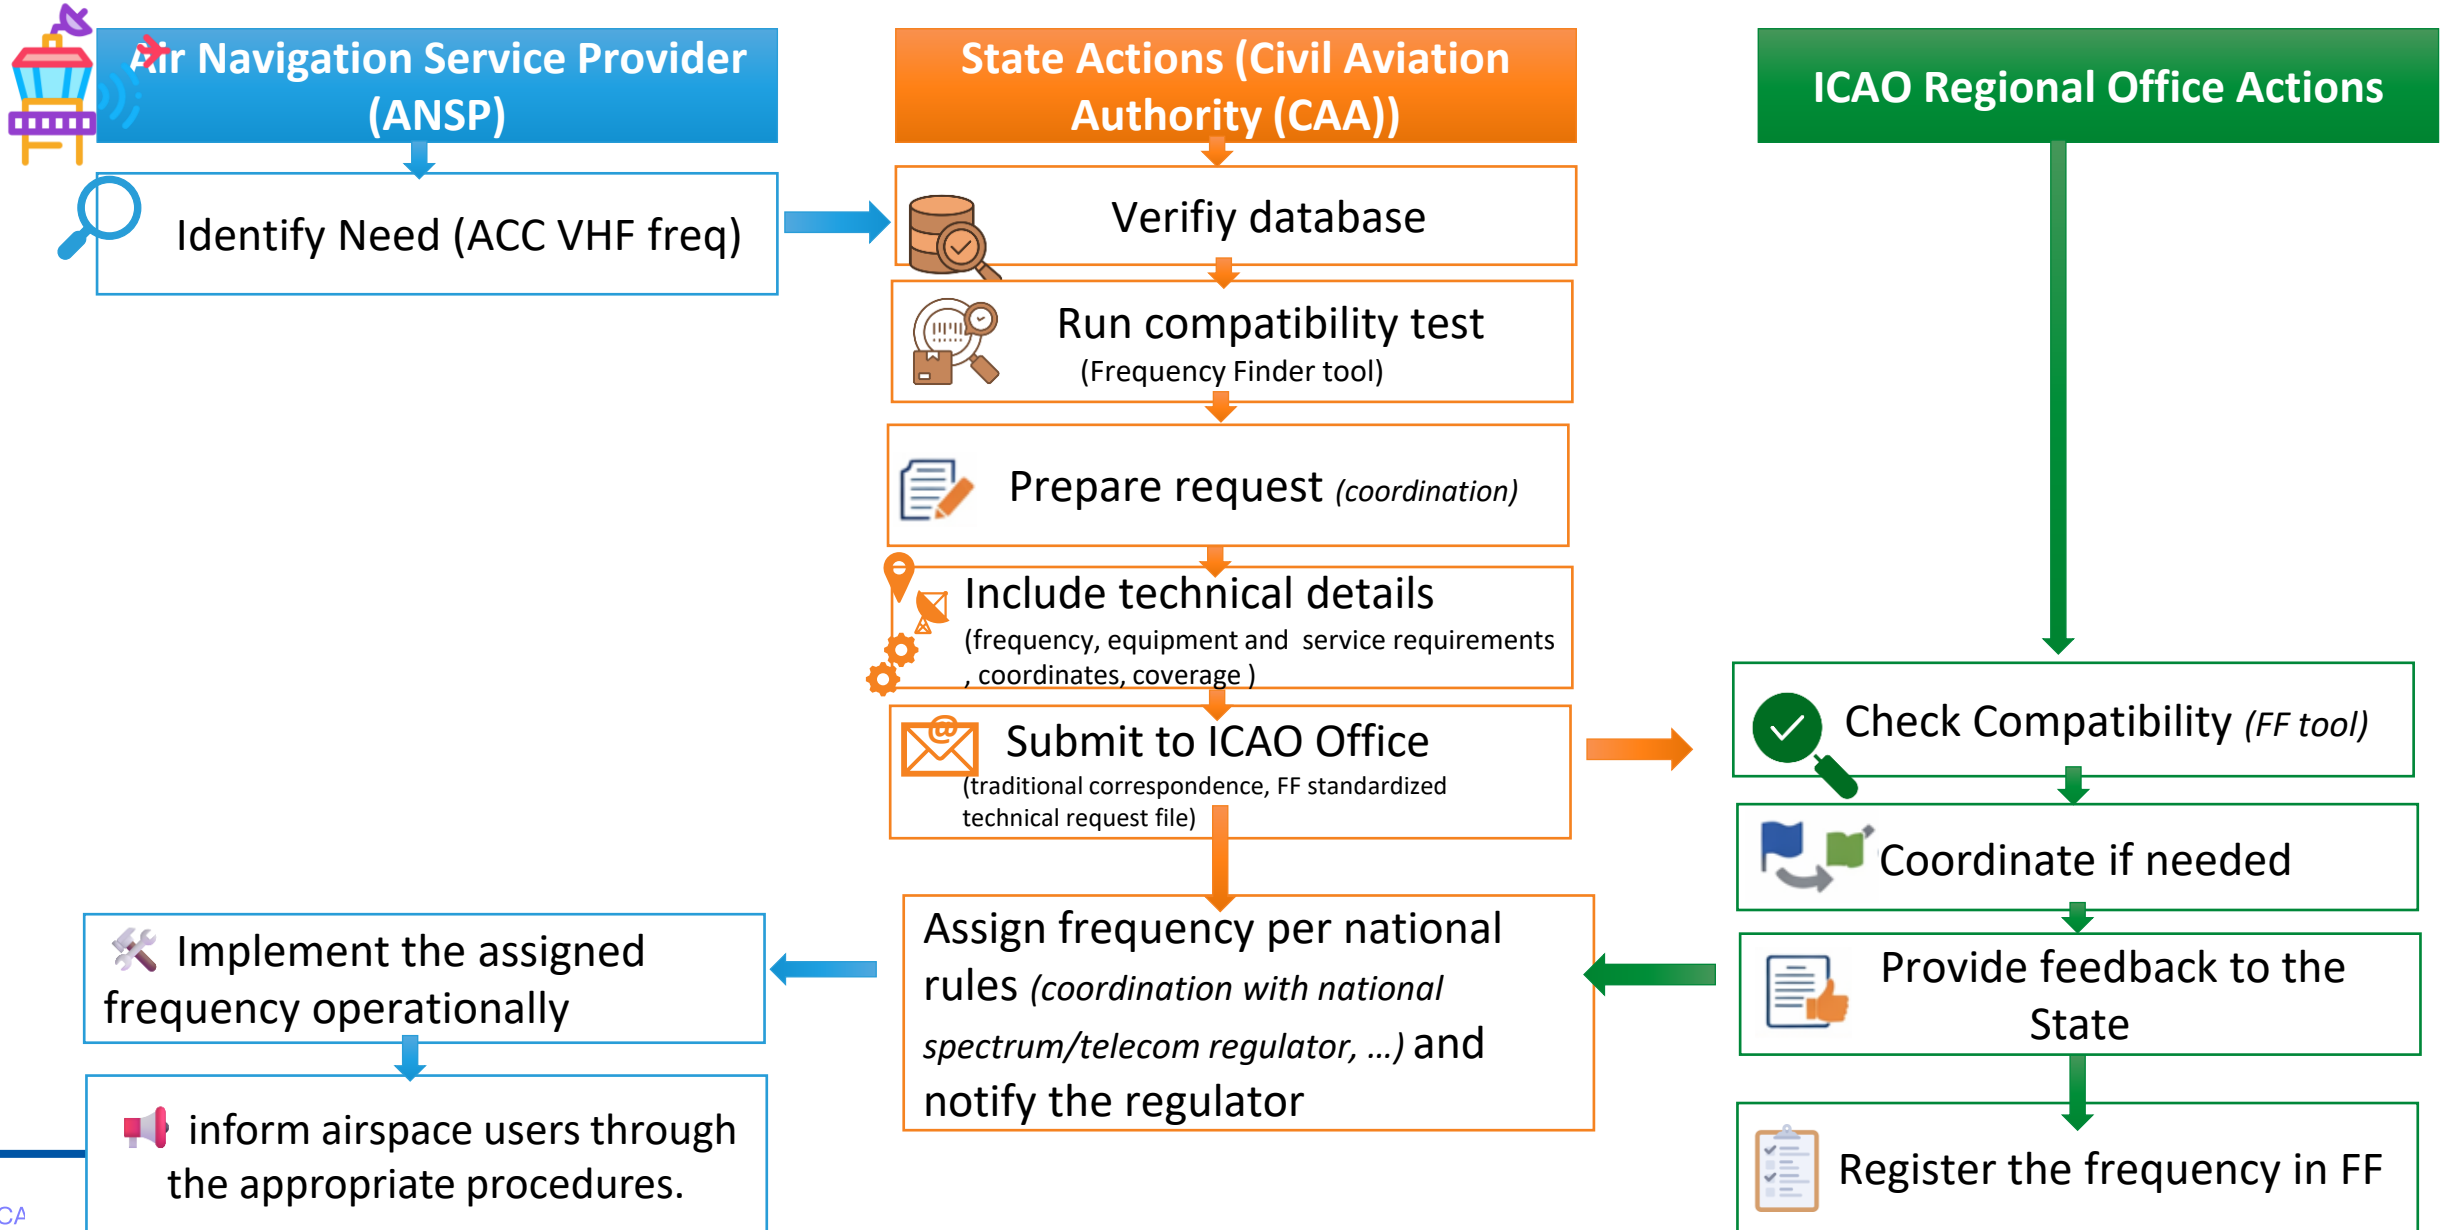 Air Navigation Service Provider
(ANSP)
Identify Need (ACC VHF freq)
State Actions (Civil Aviation
Authority (CAA))
Verifiy database
Run compatibility test
(Frequency Finder tool)
Prepare request (coordination)
Include technical details
(frequency, equipment and service requirements
, coordinates, coverage )
Submit to ICAO Office
(traditional correspondence, FF standardized
technical request file)
ICAO Regional Office Actions
Check Compatibility (FF tool)
Coordinate if needed
Provide feedback to the
State
Register the frequency in FF
Assign frequency per national
rules (coordination with national
spectrum/telecom regulator, ...) and
notify the regulator
Implement the assigned
frequency operationally
inform airspace users through
the appropriate procedures.